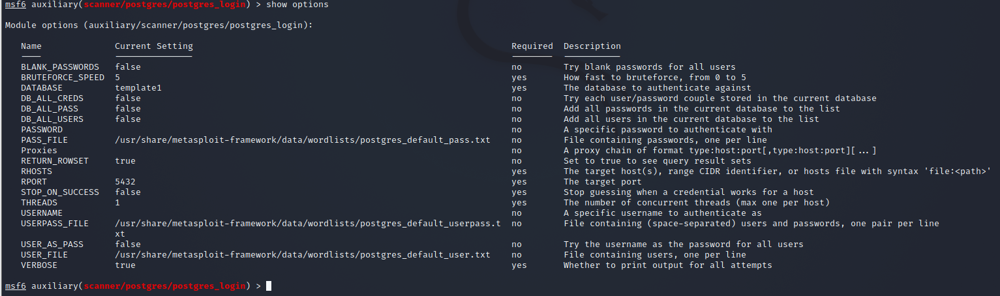 msf6 auxiliary(scanner/postgres/postgres_login) > show options
Module options (auxiliary/scanner/postgres/postgres_login):
Name Current Setting Required Description
BLANK_PASSWORDS false no Try blank passwords for all users
BRUTEFORCE_SPEED 5 yes How fast to bruteforce, from 0 to 5
DATABASE template1 yes The database to authenticate against
DB_ALL_CREDS false no Try each user/password couple stored in the current database
DB_ALL_PASS false no Add all passwords in the current database to the list
DB_ALL_USERS false no Add all users in the current database to the list
PASSWORD no A specific password to authenticate with
PASS_FILE /usr/share/metasploit-framework/data/wordlists/postgres_default_pass.txt no File containing passwords, one per line
Proxies no A proxy chain of format type:host:port[,type:host:port][...]
RETURN_ROWSET true no Set to true to see query result sets
RHOSTS yes The target host(s), range CIDR identifier, or hosts file with syntax 'file:<path>'
RPORT 5432 yes The target port
STOP_ON_SUCCESS false yes Stop guessing when a credential works for a host
THREADS 1 yes The number of concurrent threads (max one per host)
USERNAME no A specific username to authenticate as
USERPASS_FILE /usr/share/metasploit-framework/data/wordlists/postgres_default_userpass.t no File containing (space-separated) users and passwords, one pair per line
xt
USER_AS_PASS false no Try the username as the password for all users
USER_FILE /usr/share/metasploit-framework/data/wordlists/postgres_default_user.txt no File containing users, one per line
VERBOSE true yes Whether to print output for all attempts
msf6 auxiliary(scanner/postgres/postgres_login) >